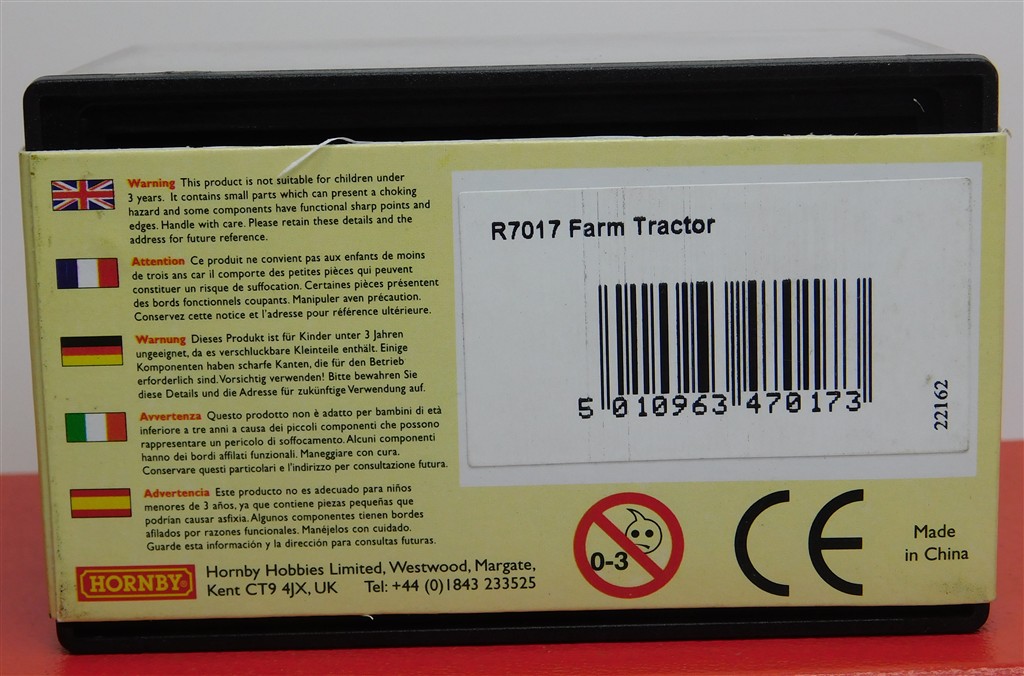 Warning This product is not suitable for children under
3 years. It contains small parts which can present a choking
hazard and some components have functional sharp points and
edges. Handle with care. Please retain these details and the
address for future reference.
Attention Ce produit ne convient pas aux enfants de moins
de trois ans car il comporte des petites pièces qui peuvent
constituer un risque de suffocation. Certaines pièces présentent
des bords fonctionnels coupants. Manipuler aven précaution.
Conservez cette notice et l'adresse pour référence ultérieure.
Warnung Dieses Produkt ist für Kinder unter 3 Jahren
ungeeignet, da es verschluckbare Kleinteile enthält. Einige
Komponenten haben scharfe Kanten, die für den Betrieb
erforderlich sind. Vorsichtig verwenden! Bitte bewahren Sie
diese Details und die Adresse für zukünftige Verwendung auf.
Avvertenza Questo prodotto non è adatto per bambini di età
inferiore a tre anni a causa dei piccoli componenti che possono
rappresentare un pericolo di soffocamento. Alcuni componenti
hanno dei bordi affilati funzionali. Maneggiare con cura.
Conservare questi particolari e l'indirizzo per consultazione futura.
Advertencia Este producto no es adecuado para niños
menores de 3 años, ya que contiene piezas pequeñas que
podrían causar asfixia. Algunos componentes tienen bordes
afilados por razones funcionales. Manéjelos con cuidado.
Guarde esta información y la dirección para consultas futuras.
HORNBY
Hornby Hobbies Limited, Westwood, Margate,
Kent CT9 4JX, UK Tel: +44 (0)1843 233525
R7017 Farm Tractor
5 010963 470173
22162
0-3
CE
Made
in China